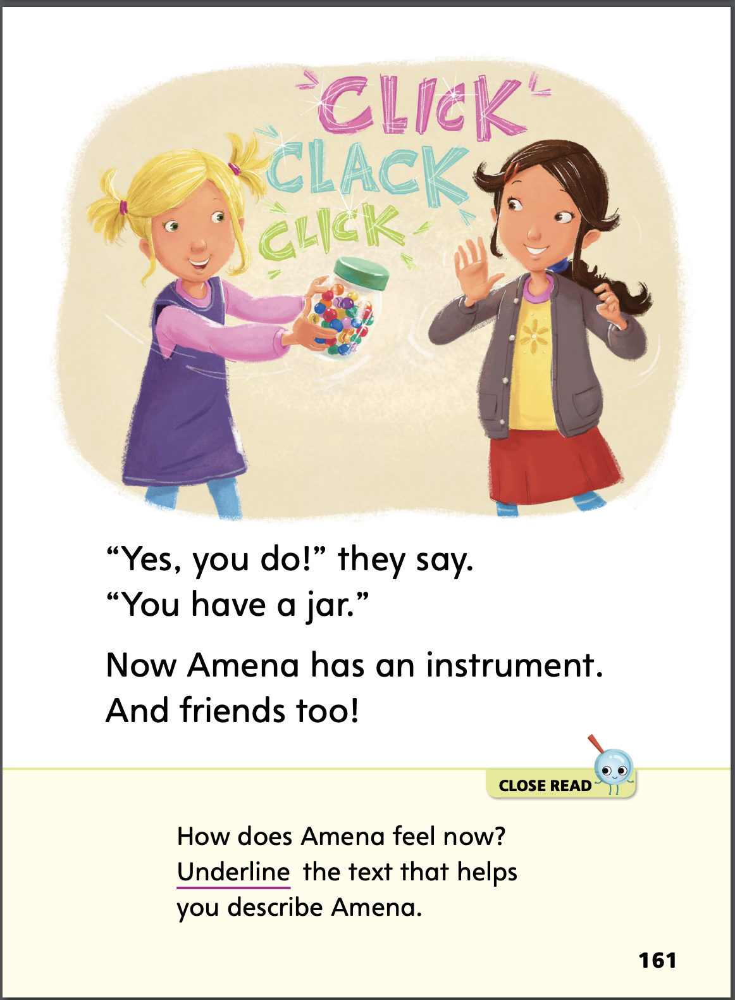 CLICK
CLACK
CLICK
“Yes, you do!” they say.
“You have a jar.”
Now Amena has an instrument.
And friends too!
CLOSE READ
How does Amena feel now?
Underline the text that helps
you describe Amena.
161